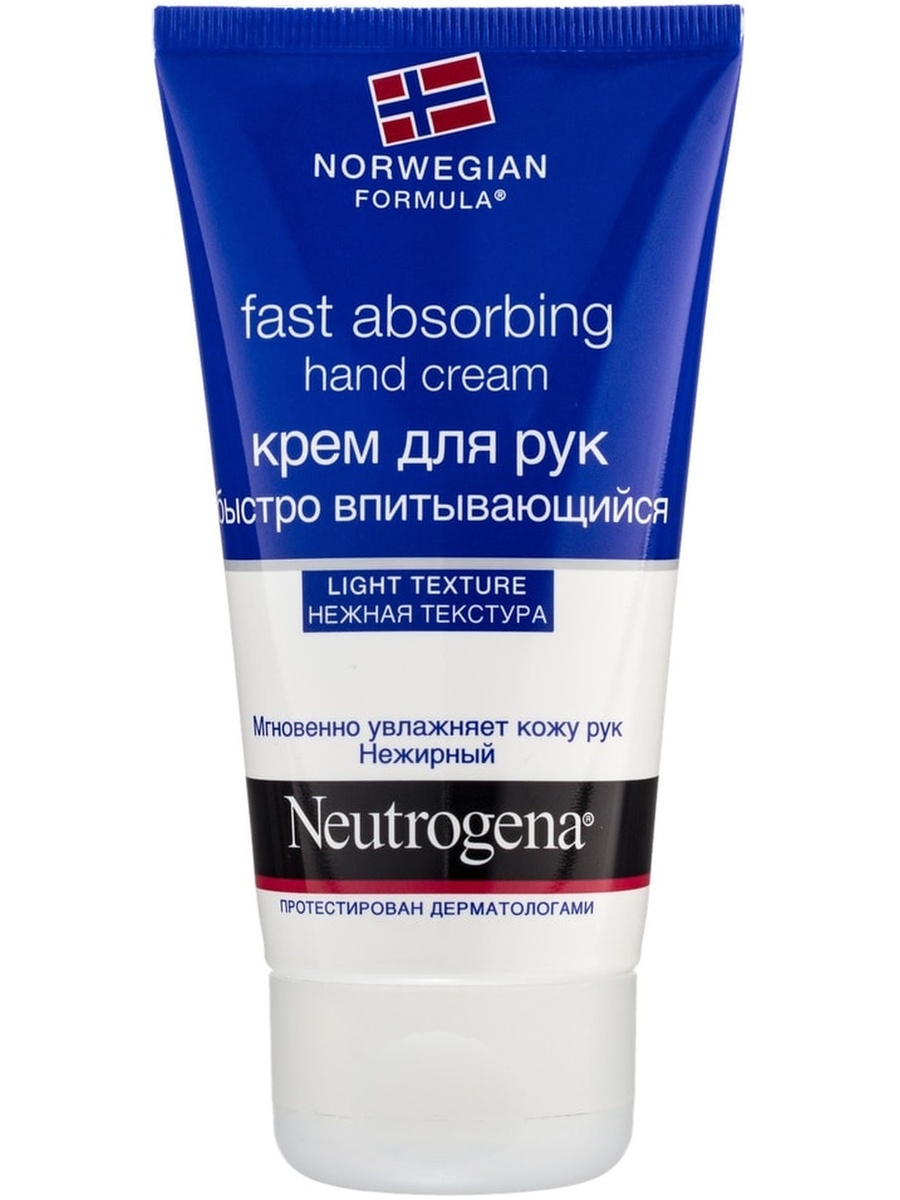 NORWEGIAN
FORMULA®
fast absorbing
hand cream
крем для рук
быстро впитывающийся
LIGHT TEXTURE
НЕЖНАЯ ТЕКСТУРА
Мгновенно увлажняет кожу рук
Нежирный
Neutrogena®
ПРОТЕСТИРОВАН ДЕРМАТОЛОГАМИ